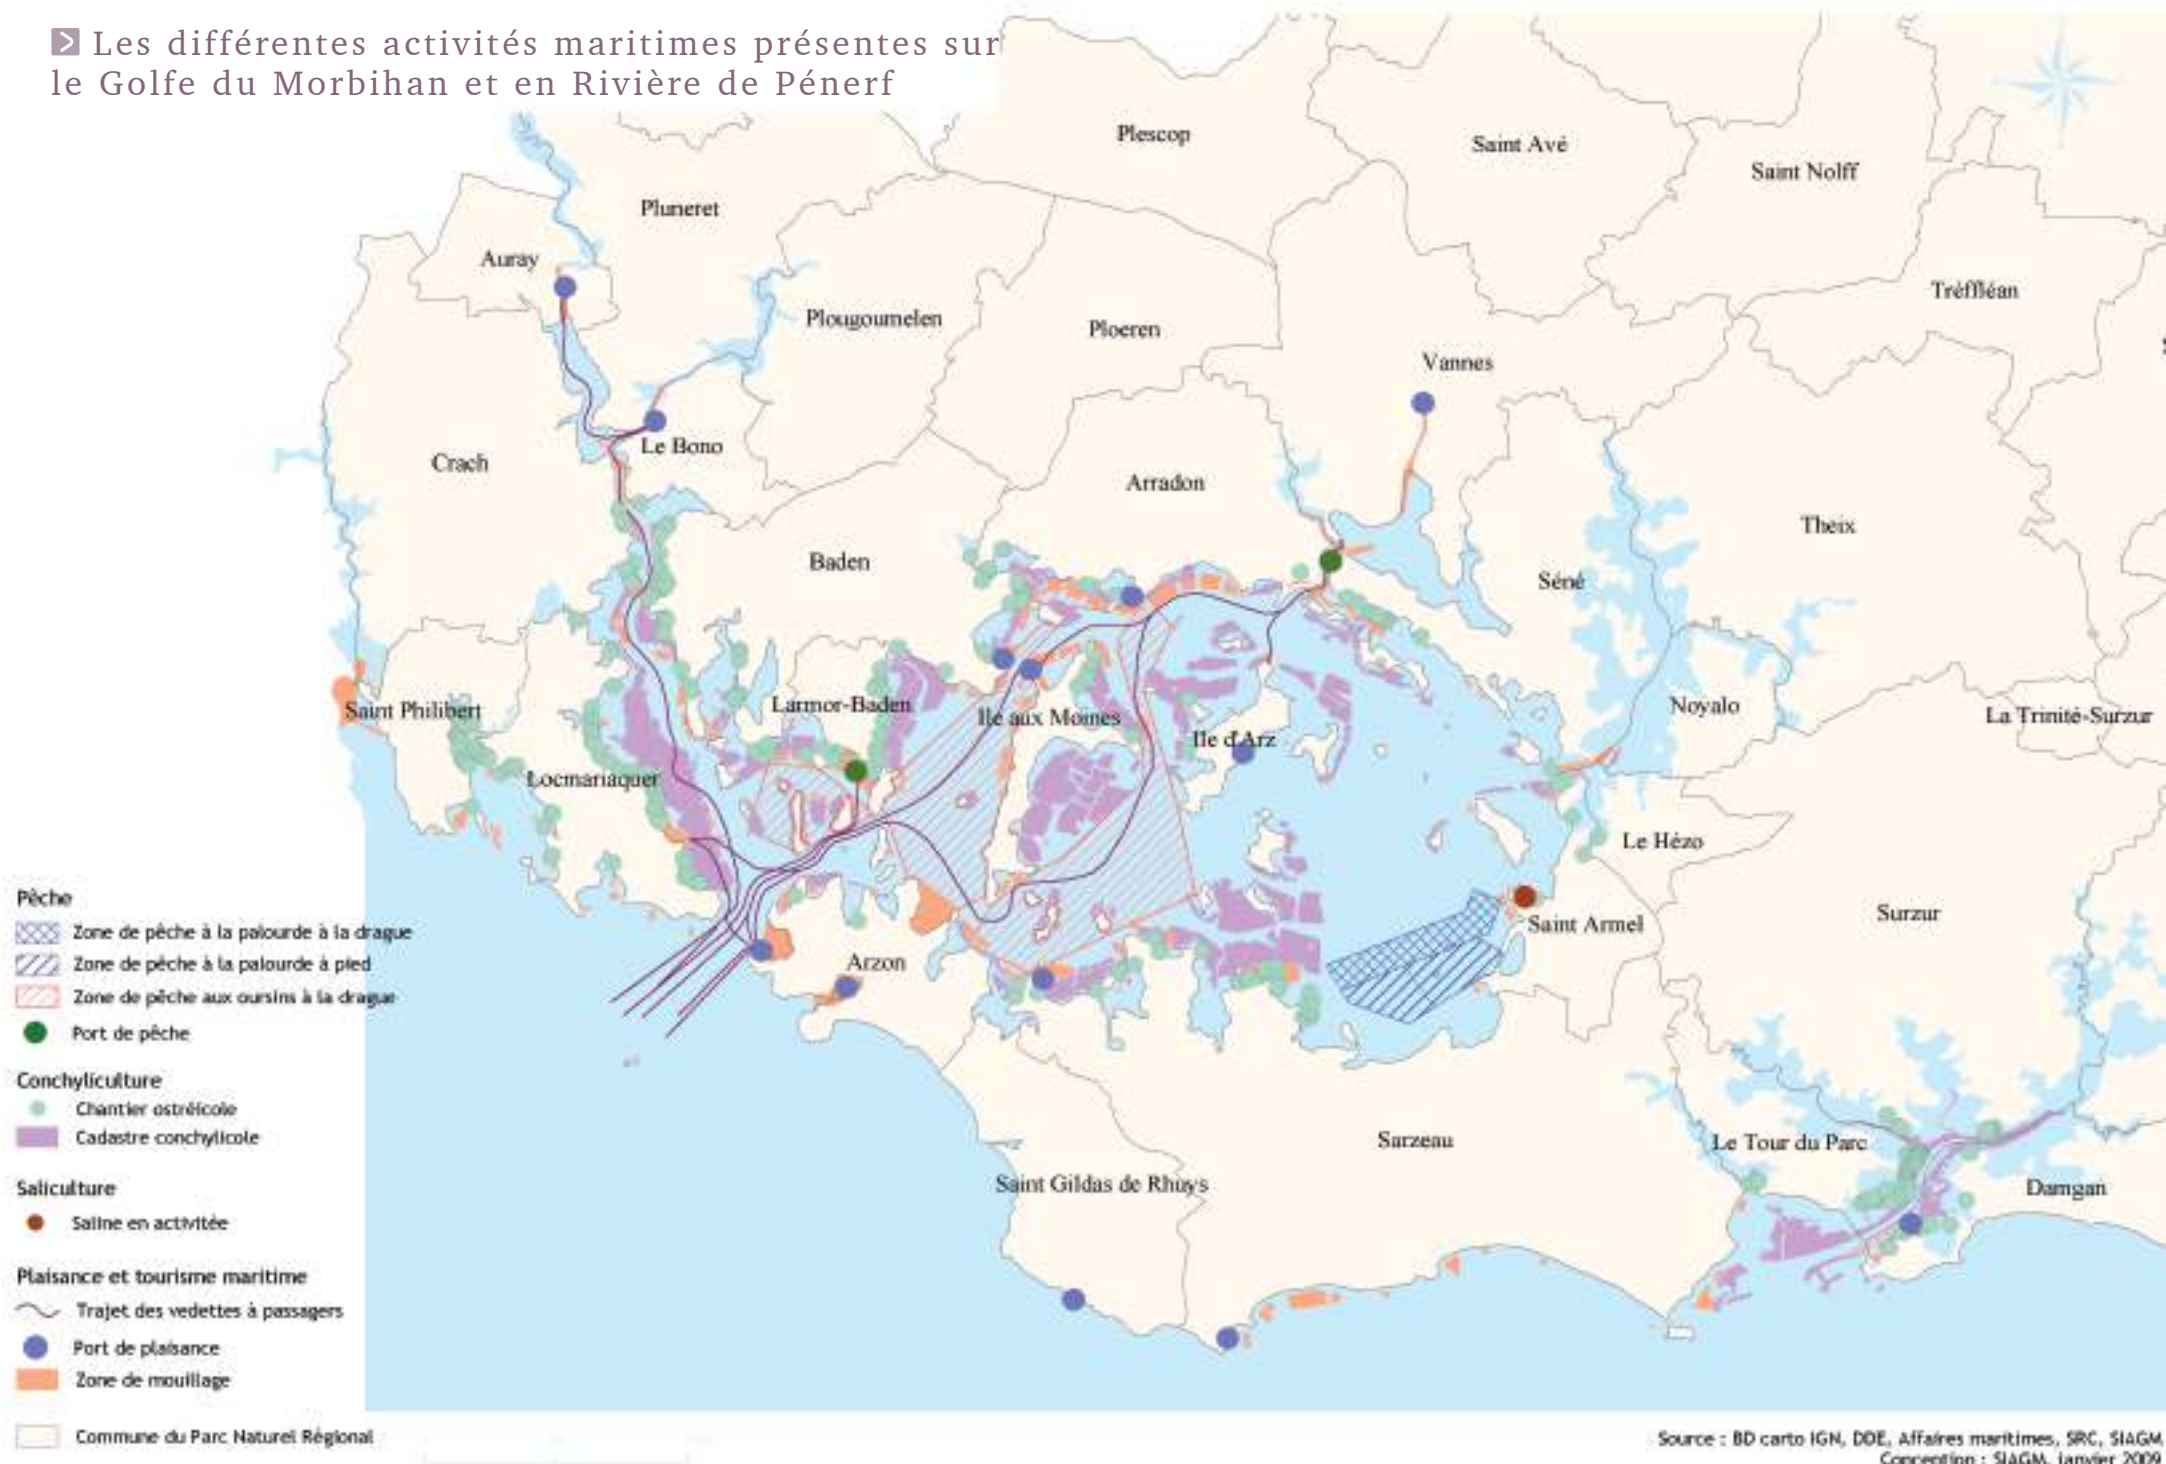 Les différentes activités maritimes présentes sur
le Golfe du Morbihan et en Rivière de Pénerf
Plescop
Saint Avé
Saint Nolff
Pluneret
Auray
Plougoumelen
Ploeren
Tréffléan
Vannes
Le Bono
Crach
Arradon
Theix
Baden
Séné
Saint Philibert
Larmor-Baden
Ile aux Moines
Noyalo
La Trinité-Surzur
Ile d'Arz
Locmariaquer
Le Hézo
Saint Armel
Surzur
Arzon
Sarzeau
Le Tour du Parc
Saint Gildas de Rhuys
Damgan
Pêche
Zone de pêche à la palourde à la drague
Zone de pêche à la palourde à pied
Zone de pêche aux oursins à la drague
Port de pêche
Conchyliculture
Chantier ostréicole
Cadastre conchylicole
Saliculture
Saline en activitée
Plaisance et tourisme maritime
Trajet des vedettes à passagers
Port de plaisance
Zone de mouillage
Commune du Parc Naturel Régional
Source : BD carto IGN, DDE, Affaires maritimes, SRC, SIAGM
Conception : SIAGM, janvier 2009